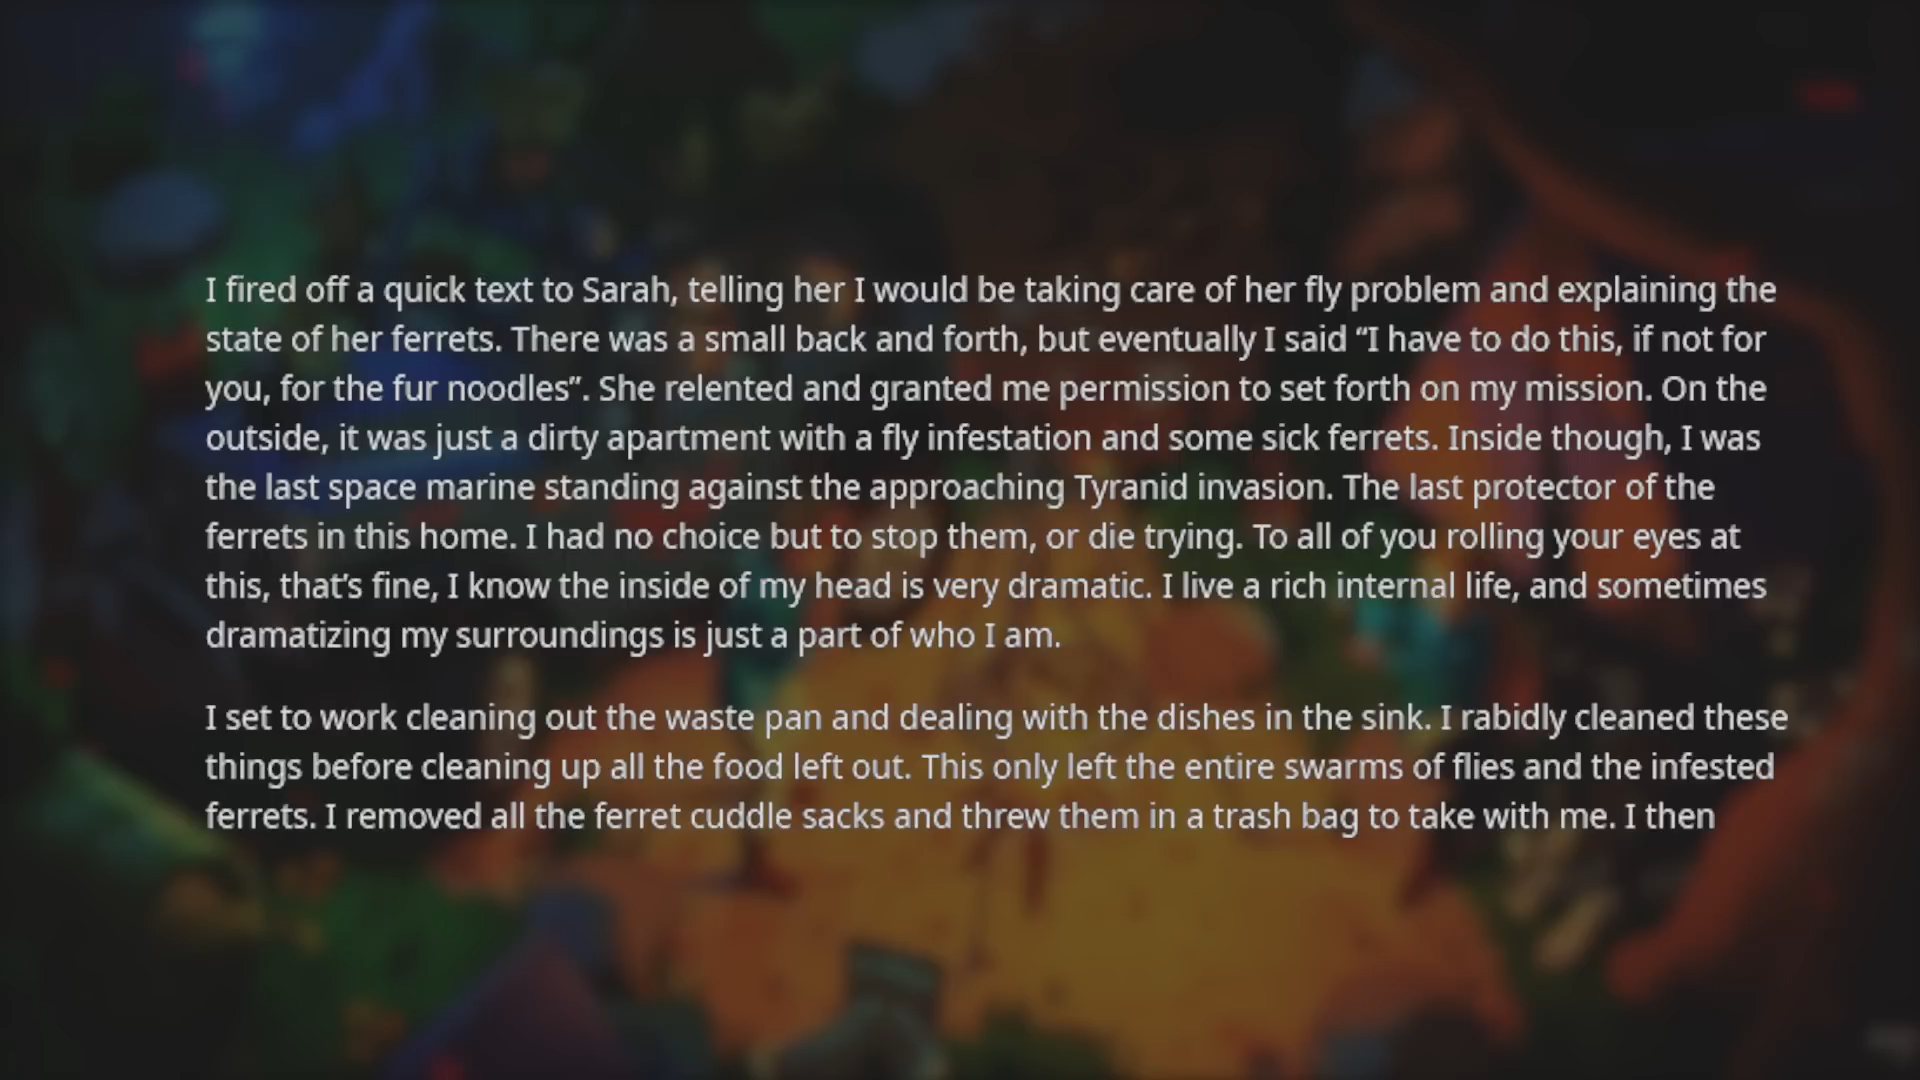 I fired off a quick text to Sarah, telling her I would be taking care of her fly problem and explaining the
state of her ferrets. There was a small back and forth, but eventually I said “I have to do this, if not for
you, for the fur noodles”. She relented and granted me permission to set forth on my mission. On the
outside, it was just a dirty apartment with a fly infestation and some sick ferrets. Inside though, I was
the last space marine standing against the approaching Tyranid invasion. The last protector of the
ferrets in this home. I had no choice but to stop them, or die trying. To all of you rolling your eyes at
this, that’s fine, I know the inside of my head is very dramatic. I live a rich internal life, and sometimes
dramatizing my surroundings is just a part of who I am.
I set to work cleaning out the waste pan and dealing with the dishes in the sink. I rabidly cleaned these
things before cleaning up all the food left out. This only left the entire swarms of flies and the infested
ferrets. I removed all the ferret cuddle sacks and threw them in a trash bag to take with me. I then